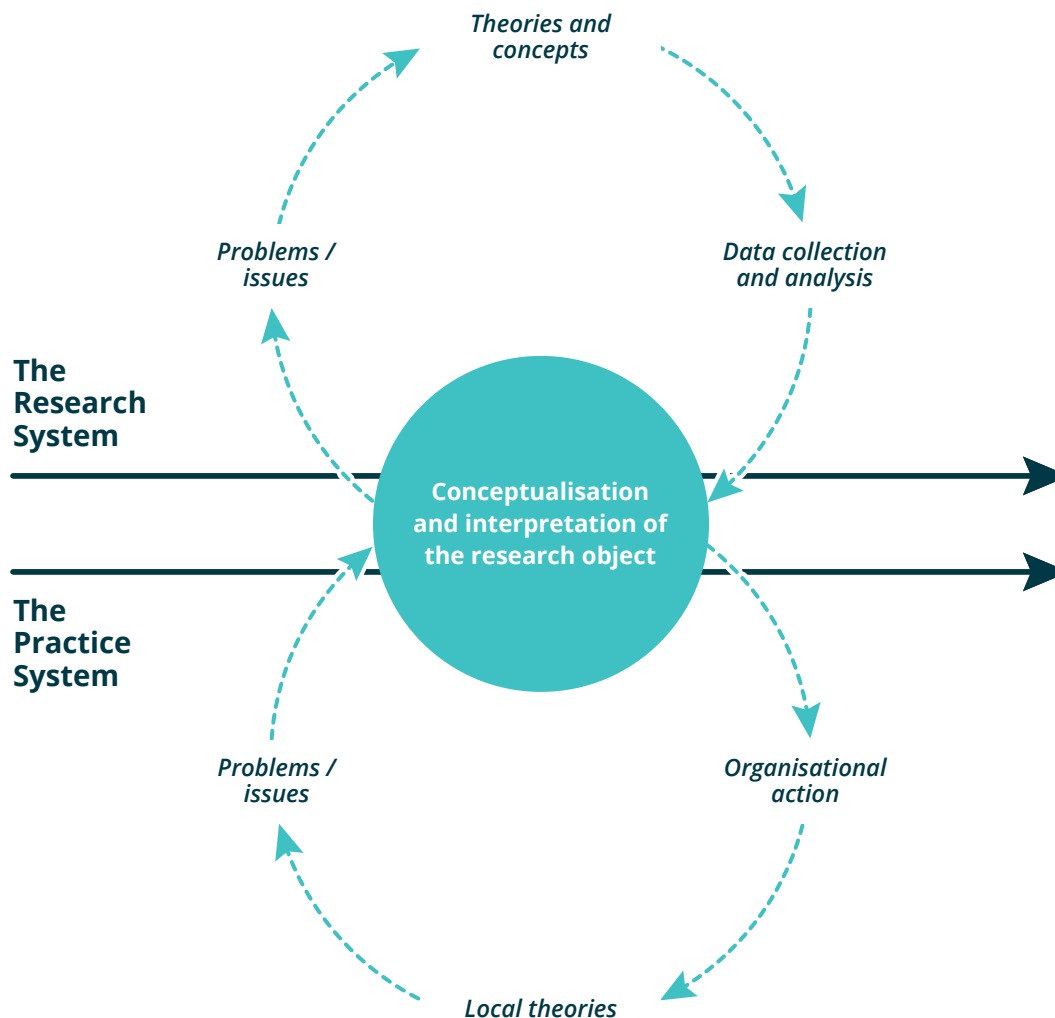 Theories and
concepts
Problems /
issues
Data collection
and analysis
The
Research
System
Conceptualisation
and interpretation of
the research object
The
Practice
System
Problems /
issues
Organisational
action
Local theories